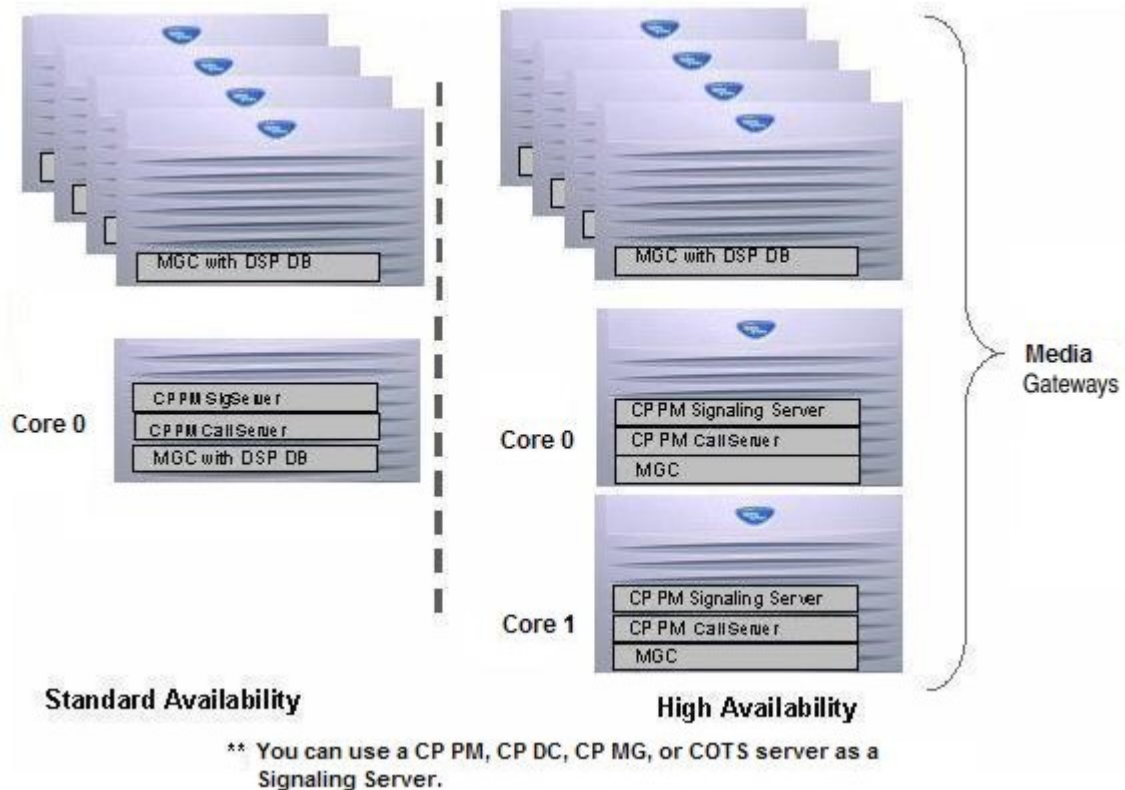 MGC with DSP DB
MGC with DSP DB
Core 0
CP PM SigServer
CP PM CallServer
MGC with DSP DB
Core 0
CP PM Signaling Server
CP PM CallServer
MGC
Core 1
CP PM Signaling Server
CP PM CallServer
MGC
Media
Gateways
Standard Availability
High Availability
** You can use a CP PM, CP DC, CP MG, or COTS server as a
Signaling Server.